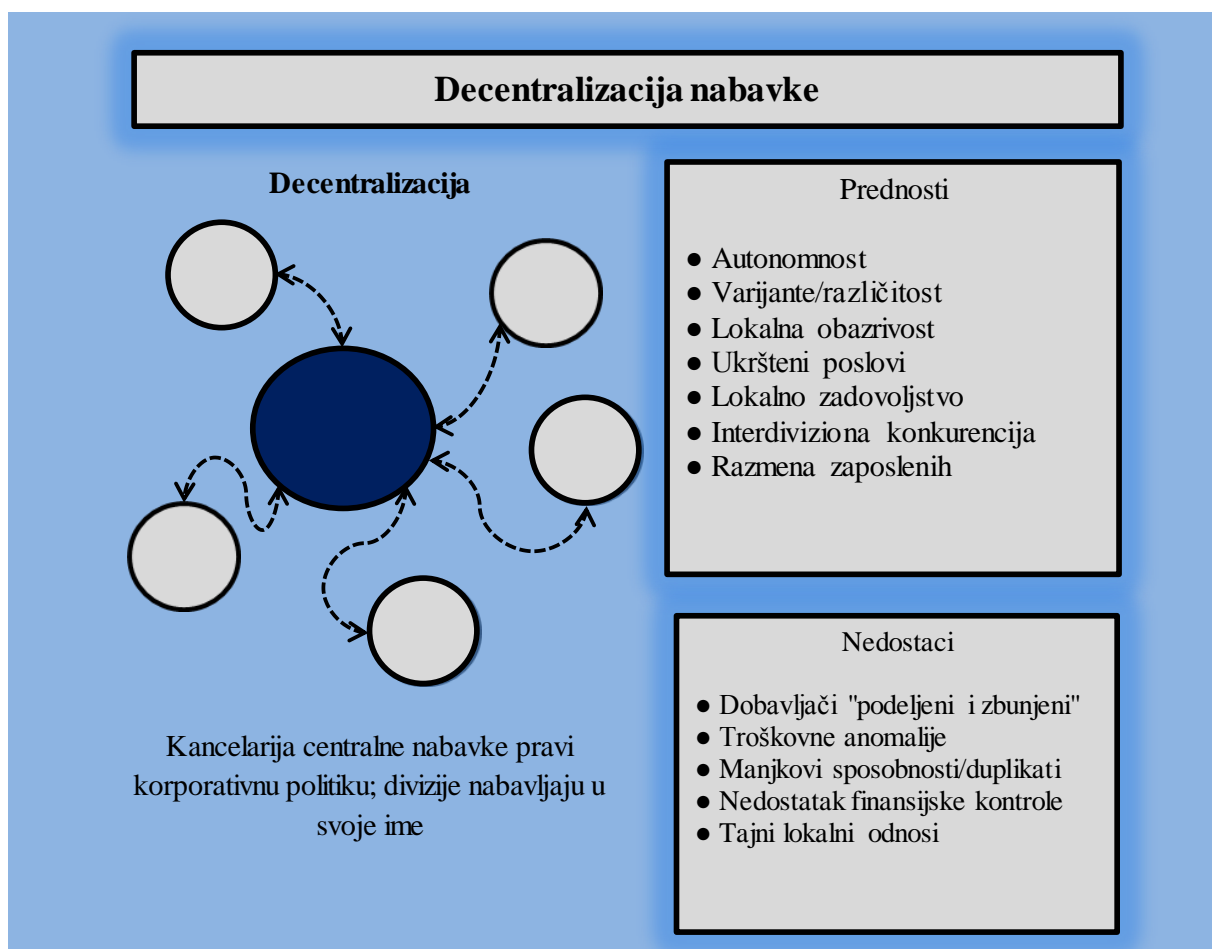 Decentralizacija nabavke
Decentralizacija
Kancelarija centralne nabavke pravi
korporativnu politiku; divizije nabavljaju u
svoje ime
Prednosti
● Autonomnost
● Varijante/različitost
● Lokalna obazrivost
● Ukršteni poslovi
● Lokalno zadovoljstvo
● Interdiviziona konkurencija
● Razmena zaposlenih
Nedostaci
● Dobavljači "podeljeni i zbunjeni"
● Troškovne anomalije
● Manjkovi sposobnosti/duplikati
● Nedostatak finansijske kontrole
● Tajni lokalni odnosi